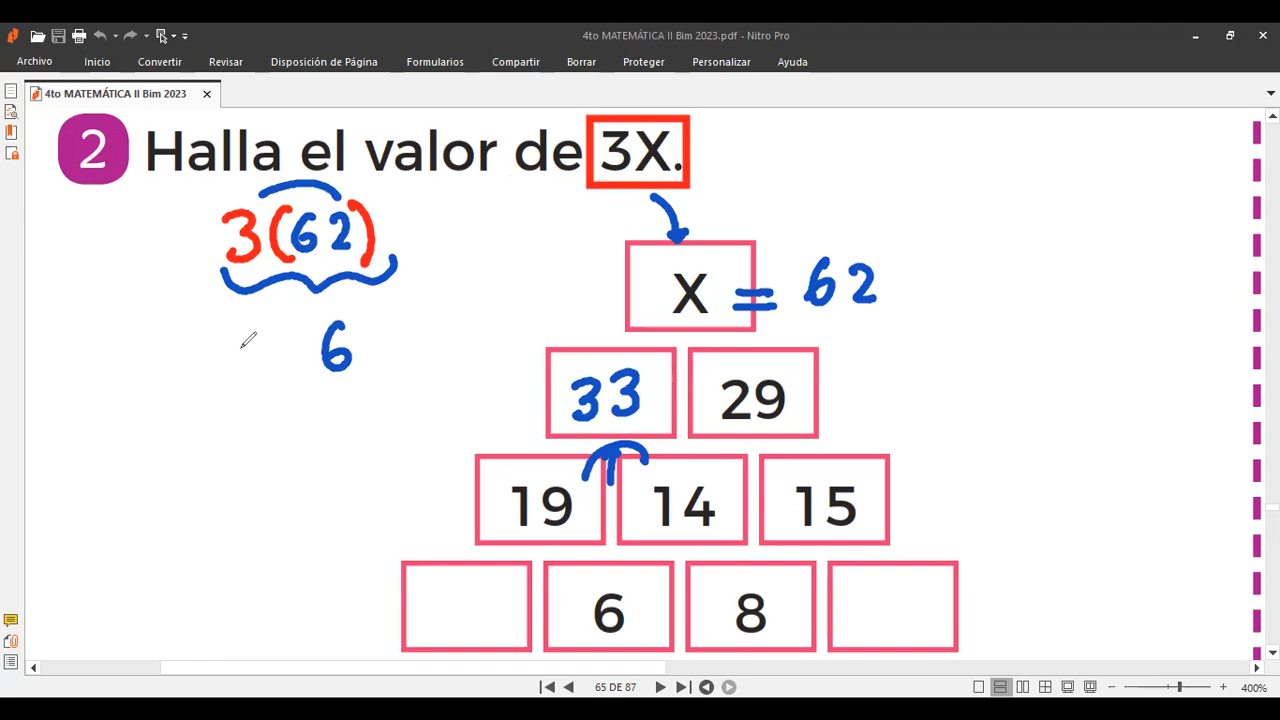 4to MATEMÁTICA II Bim 2023.pdf - Nitro Pro
Archivo Inicio Convertir Revisar Disposición de Página Formularios Compartir Borrar Proteger Personalizar Ayuda
4to MATEMÁTICA II Bim 2023
2 Halla el valor de 3X.
3(62)
X = 62
6
33 29
19 14 15
6 8
65 DE 87
400%